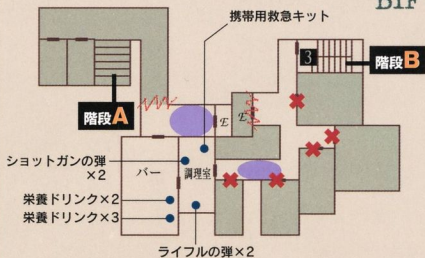 B1F
携帯用救急キット
3
階段B
E
E
階段A
ショットガンの弾
×2
バー
調理室
栄養ドリンク×2
栄養ドリンク×3
ライフルの弾×2